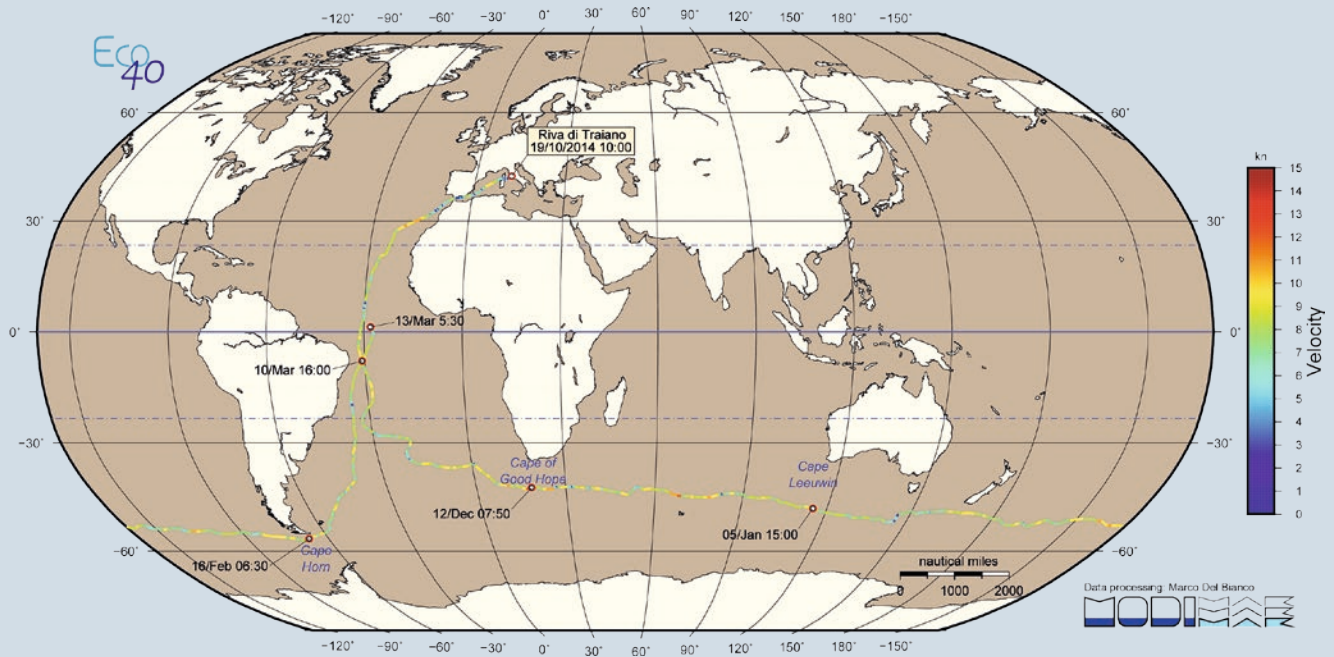 −120° −90° −60° −30° 0° 30° 60° 90° 120° −150°
Eco
40
60° 60°
Riva di Traiano
19/10/2014 10:00
kn
15
14
13
12
11
10
9
8
7
6
5
4
3
2
1
0
Velocity
30° 30°
13/Mar 5:30
0° 0°
10/Mar 16:00
−30° −30°
Cape of
Good Hope
Cape
Leeuwin
12/Dec 07:50
05/Jan 15:00
−60° −60°
16/Feb 06:30
Cape
Horn
nautical miles
0 1000 2000
Data processing: Marco Del Bianco
MODIMAR
−120° −90° −60° −30° 0° 30° 60° 90° 120° −150°